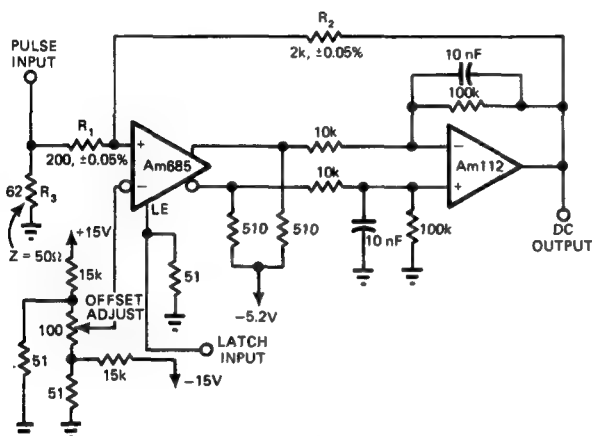 R2
2k, ±0.05%
PULSE
INPUT
10 nF
100k
R1
200, ±0.05%
+
Am685
−
LE
10k
10k
−
Am112
+
62
R3
Z = 50Ω
+15V
15k
OFFSET
ADJUST
100
51
51
15k
−15V
51
LATCH
INPUT
510
510
−5.2V
10 nF
100k
DC
OUTPUT